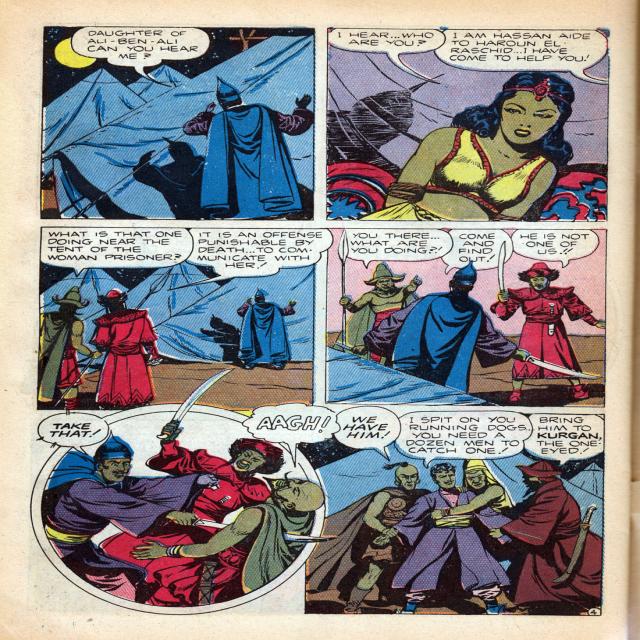 DAUGHTER OF
ALI-BEN-ALI
CAN YOU HEAR
ME?
I HEAR...WHO
ARE YOU?
I AM HASSAN AIDE
TO HAROUN EL
RASCHID...I HAVE
COME TO HELP YOU!
WHAT IS THAT ONE
DOING NEAR THE
TENT OF THE
WOMAN PRISONER?
IT IS AN OFFENSE
PUNISHABLE BY
DEATH...TO COM-
MUNICATE WITH
HER!
YOU THERE...
WHAT ARE
YOU DOING?!
COME
AND
FIND
OUT!
HE IS NOT
ONE OF
US!!
TAKE
THAT!
AAGH!
WE
HAVE
HIM!
I SPIT ON YOU
RUNNING DOGS.
YOU NEED A
DOZEN MEN TO
CATCH ONE!
BRING
HIM TO
KURGAN,
THE ONE-
EYED!
4